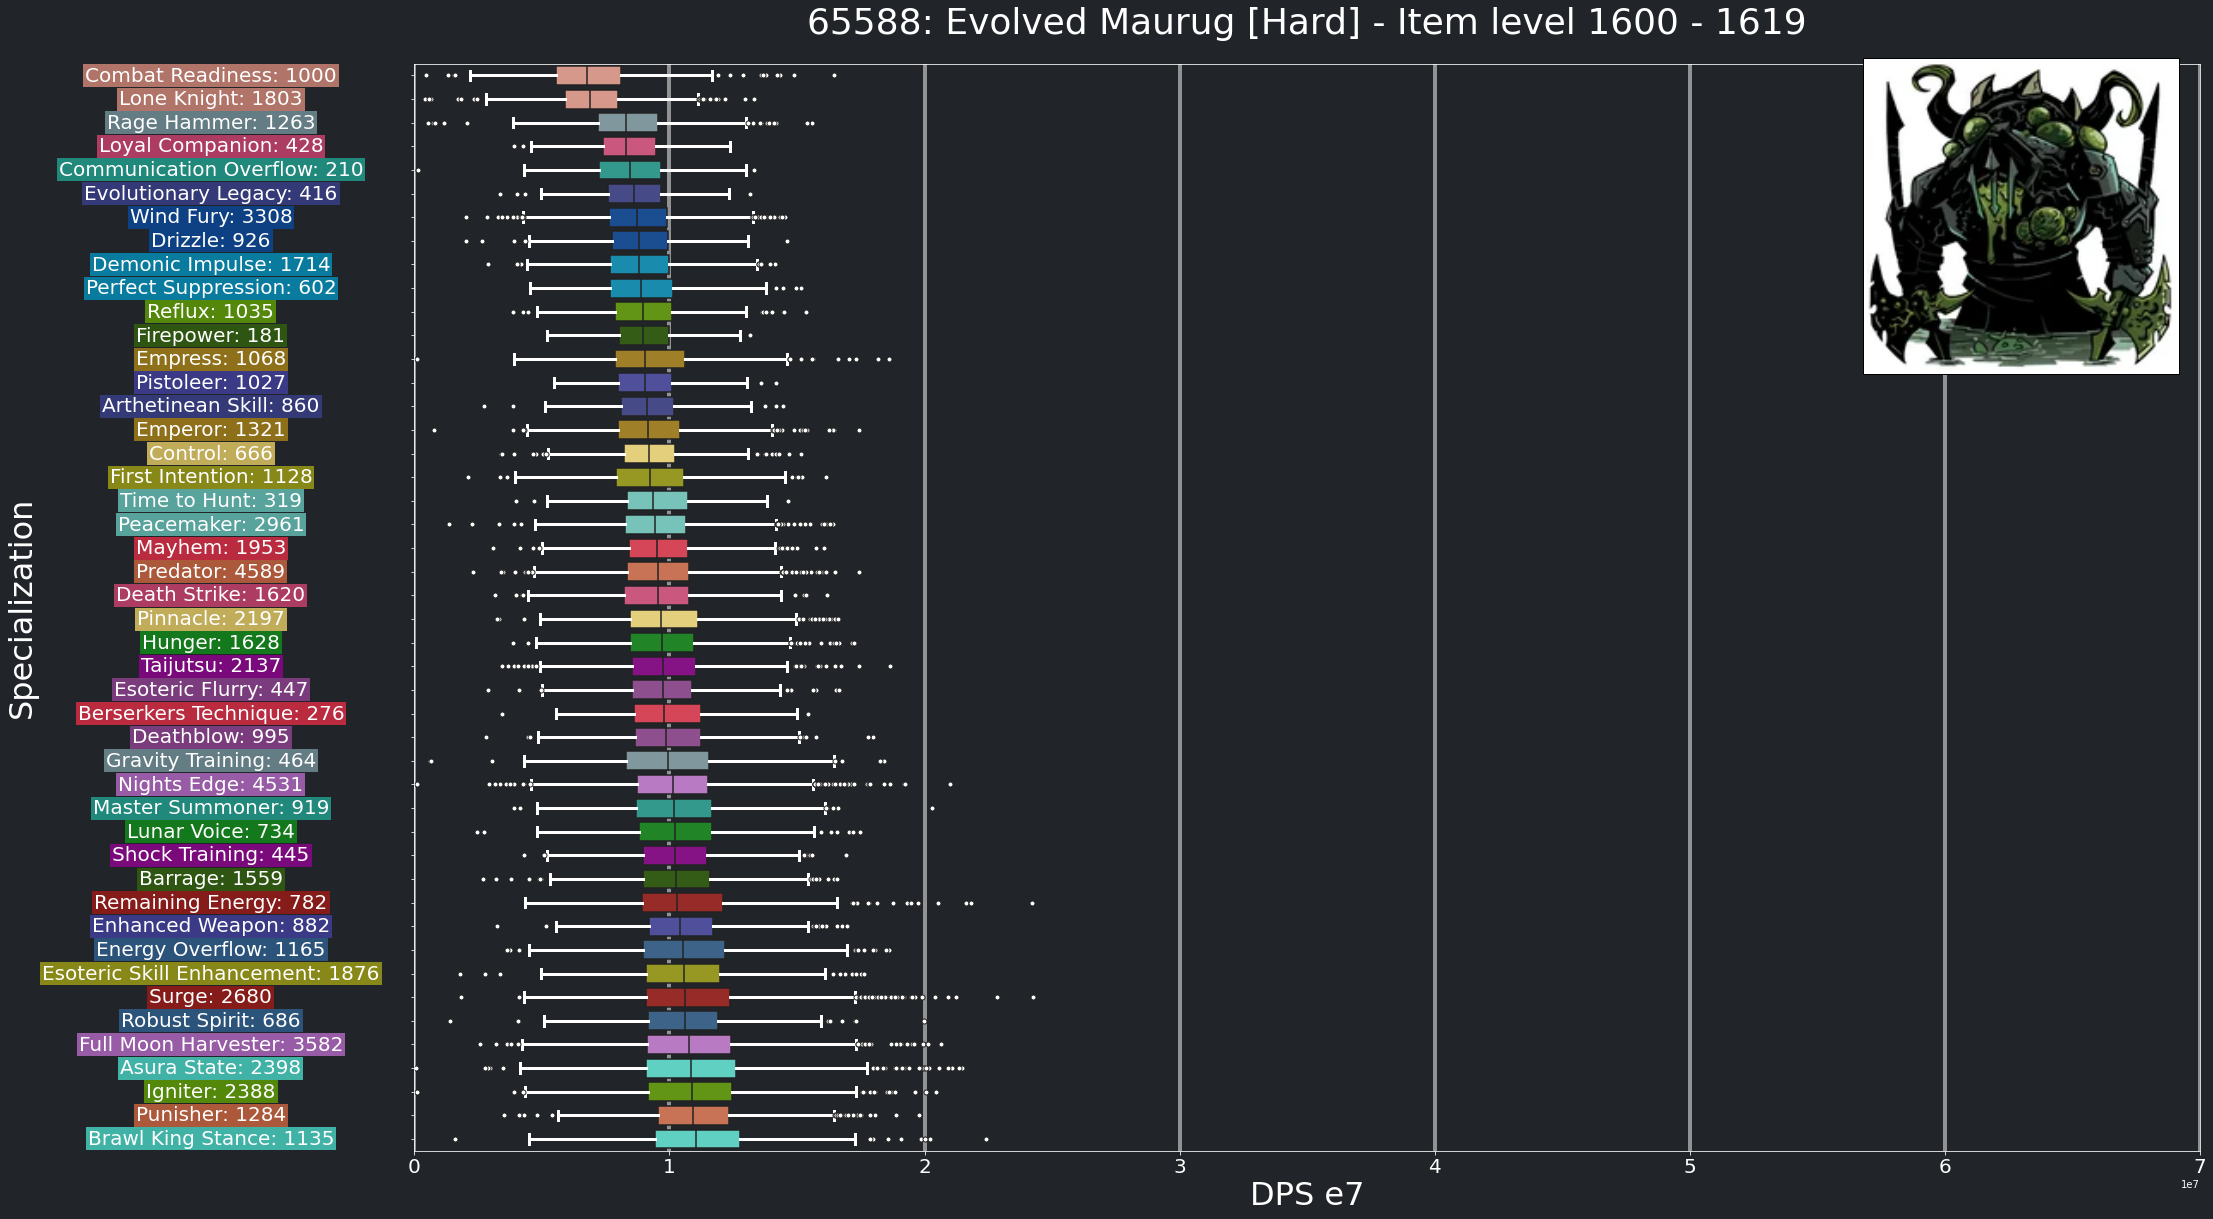 65588: Evolved Maurug [Hard] - Item level 1600 - 1619
Specialization
Combat Readiness: 1000
Lone Knight: 1803
Rage Hammer: 1263
Loyal Companion: 428
Communication Overflow: 210
Evolutionary Legacy: 416
Wind Fury: 3308
Drizzle: 926
Demonic Impulse: 1714
Perfect Suppression: 602
Reflux: 1035
Firepower: 181
Empress: 1068
Pistoleer: 1027
Arthetinean Skill: 860
Emperor: 1321
Control: 666
First Intention: 1128
Time to Hunt: 319
Peacemaker: 2961
Mayhem: 1953
Predator: 4589
Death Strike: 1620
Pinnacle: 2197
Hunger: 1628
Taijutsu: 2137
Esoteric Flurry: 447
Berserkers Technique: 276
Deathblow: 995
Gravity Training: 464
Nights Edge: 4531
Master Summoner: 919
Lunar Voice: 734
Shock Training: 445
Barrage: 1559
Remaining Energy: 782
Enhanced Weapon: 882
Energy Overflow: 1165
Esoteric Skill Enhancement: 1876
Surge: 2680
Robust Spirit: 686
Full Moon Harvester: 3582
Asura State: 2398
Igniter: 2388
Punisher: 1284
Brawl King Stance: 1135
0 1 2 3 4 5 6 7
1e7
DPS e7